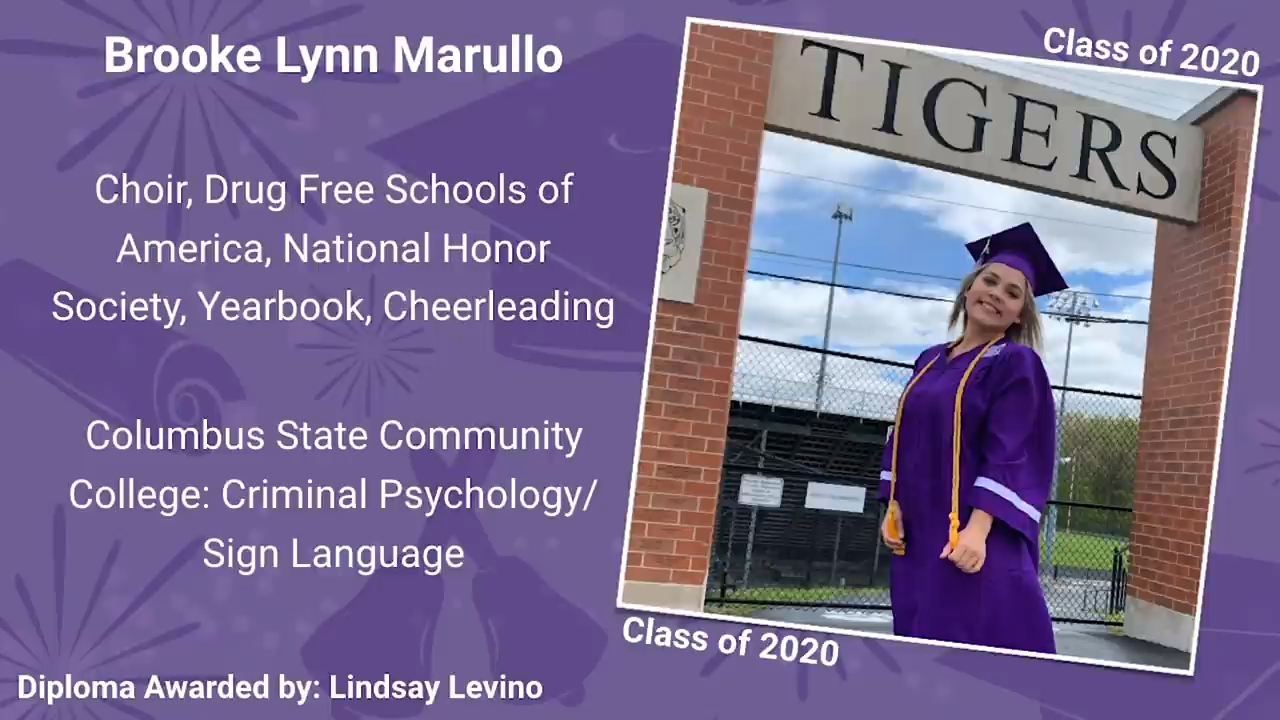 Brooke Lynn Marullo
Choir, Drug Free Schools of
America, National Honor
Society, Yearbook, Cheerleading
Columbus State Community
College: Criminal Psychology/
Sign Language
Diploma Awarded by: Lindsay Levino
Class of 2020
TIGERS
Class of 2020